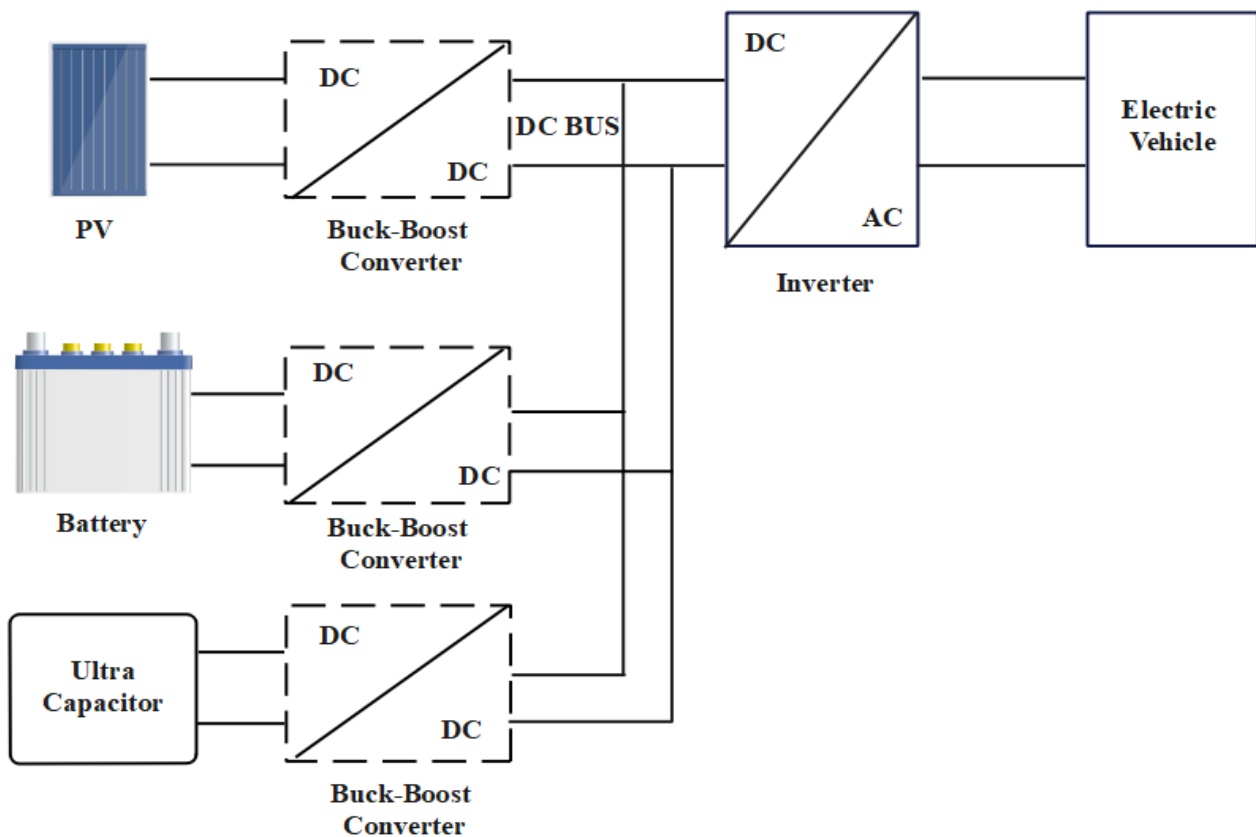 DC
DC
PV
Buck-Boost
Converter
DC BUS
DC
AC
Inverter
Electric
Vehicle
DC
DC
Battery
Buck-Boost
Converter
Ultra
Capacitor
DC
DC
Buck-Boost
Converter